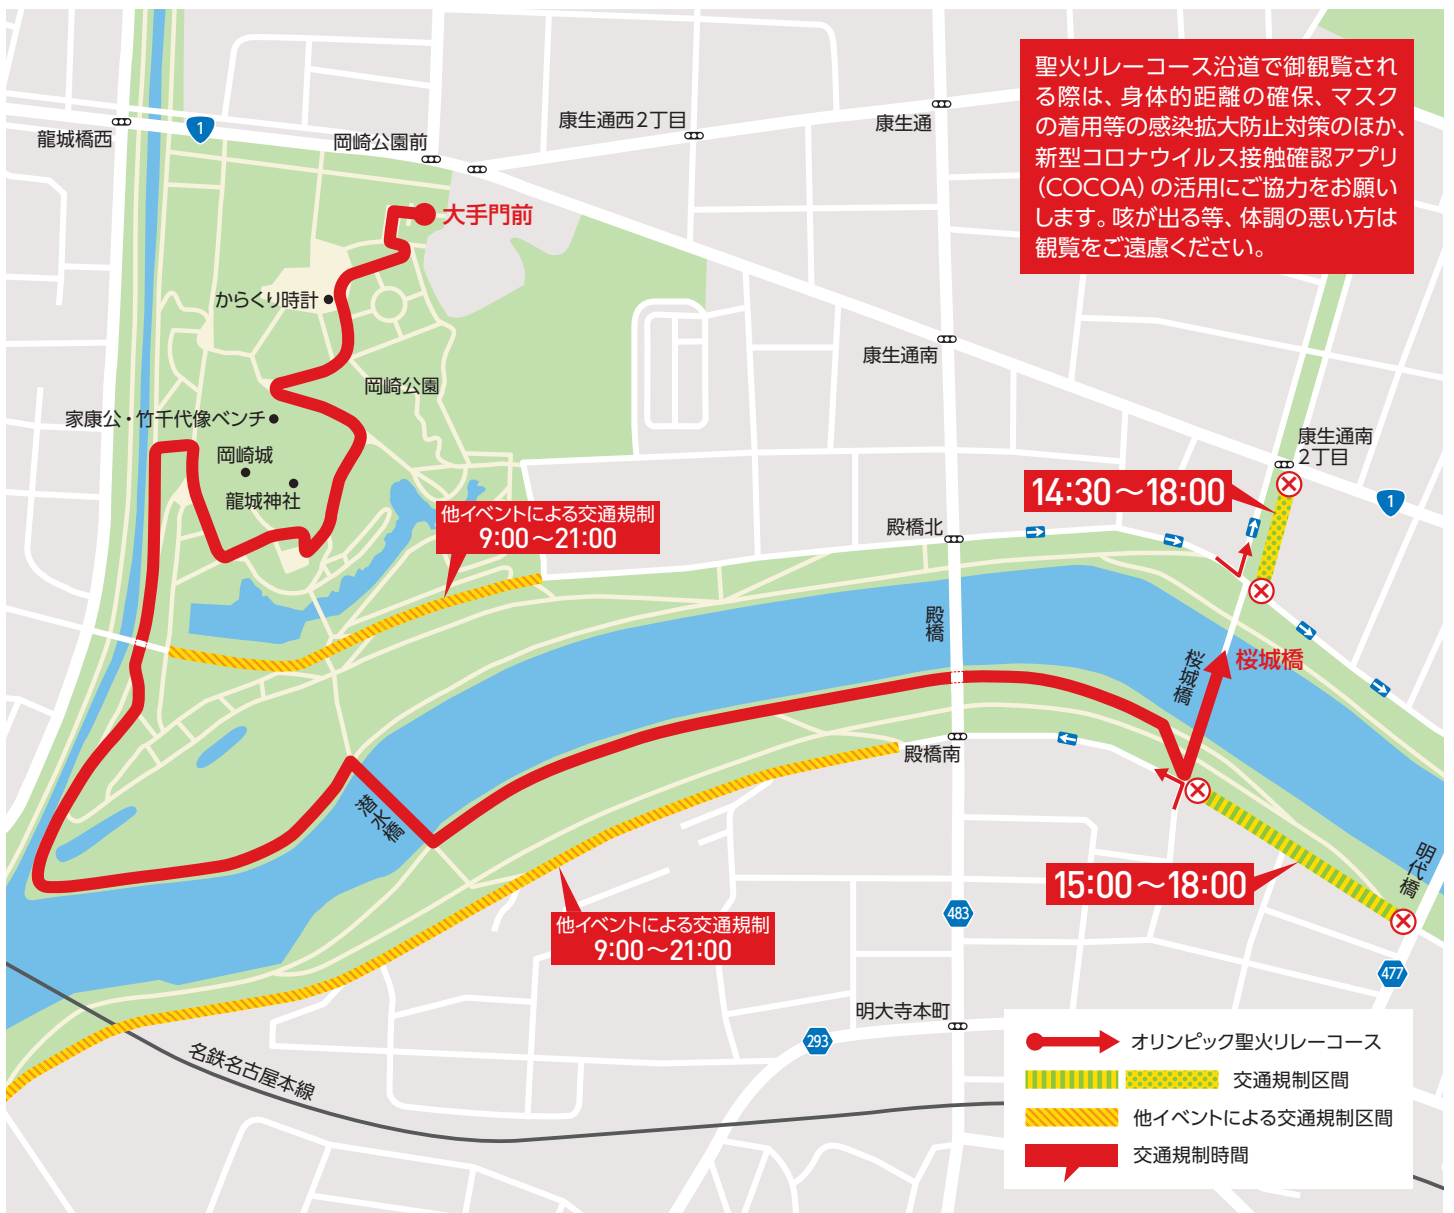 聖火リレーコース沿道で御観覧され
る際は、身体的距離の確保、マスク
の着用等の感染拡大防止対策のほか、
新型コロナウイルス接触確認アプリ
(COCOA)の活用にご協力をお願い
します。咳が出る等、体調の悪い方は
観覧をご遠慮ください。
龍城橋西
1
岡崎公園前
康生通西2丁目
康生通
大手門前
からくり時計
岡崎公園
康生通南
家康公・竹千代像ベンチ
岡崎城
龍城神社
康生通南
2丁目
14:30〜18:00
1
他イベントによる交通規制
9:00〜21:00
殿橋北
殿橋
桜城橋
桜城橋
殿橋南
潜水橋
明代橋
15:00〜18:00
483
他イベントによる交通規制
9:00〜21:00
477
明大寺本町
293
名鉄名古屋本線
オリンピック聖火リレーコース
交通規制区間
他イベントによる交通規制区間
交通規制時間